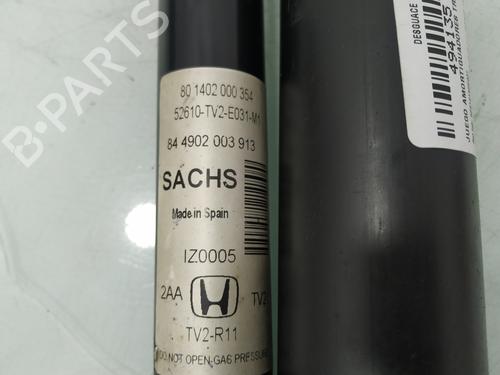 80 1402 000 354
52610-TV2-E031-M1
84 4902 003 913
SACHS
Made in Spain
IZ0005
2AA
TV2
TV2-R11
DO NOT OPEN-GAS PRESSURE
DESGUACE
494135
JUEGO AMORTIGUADORES
B-PARTS